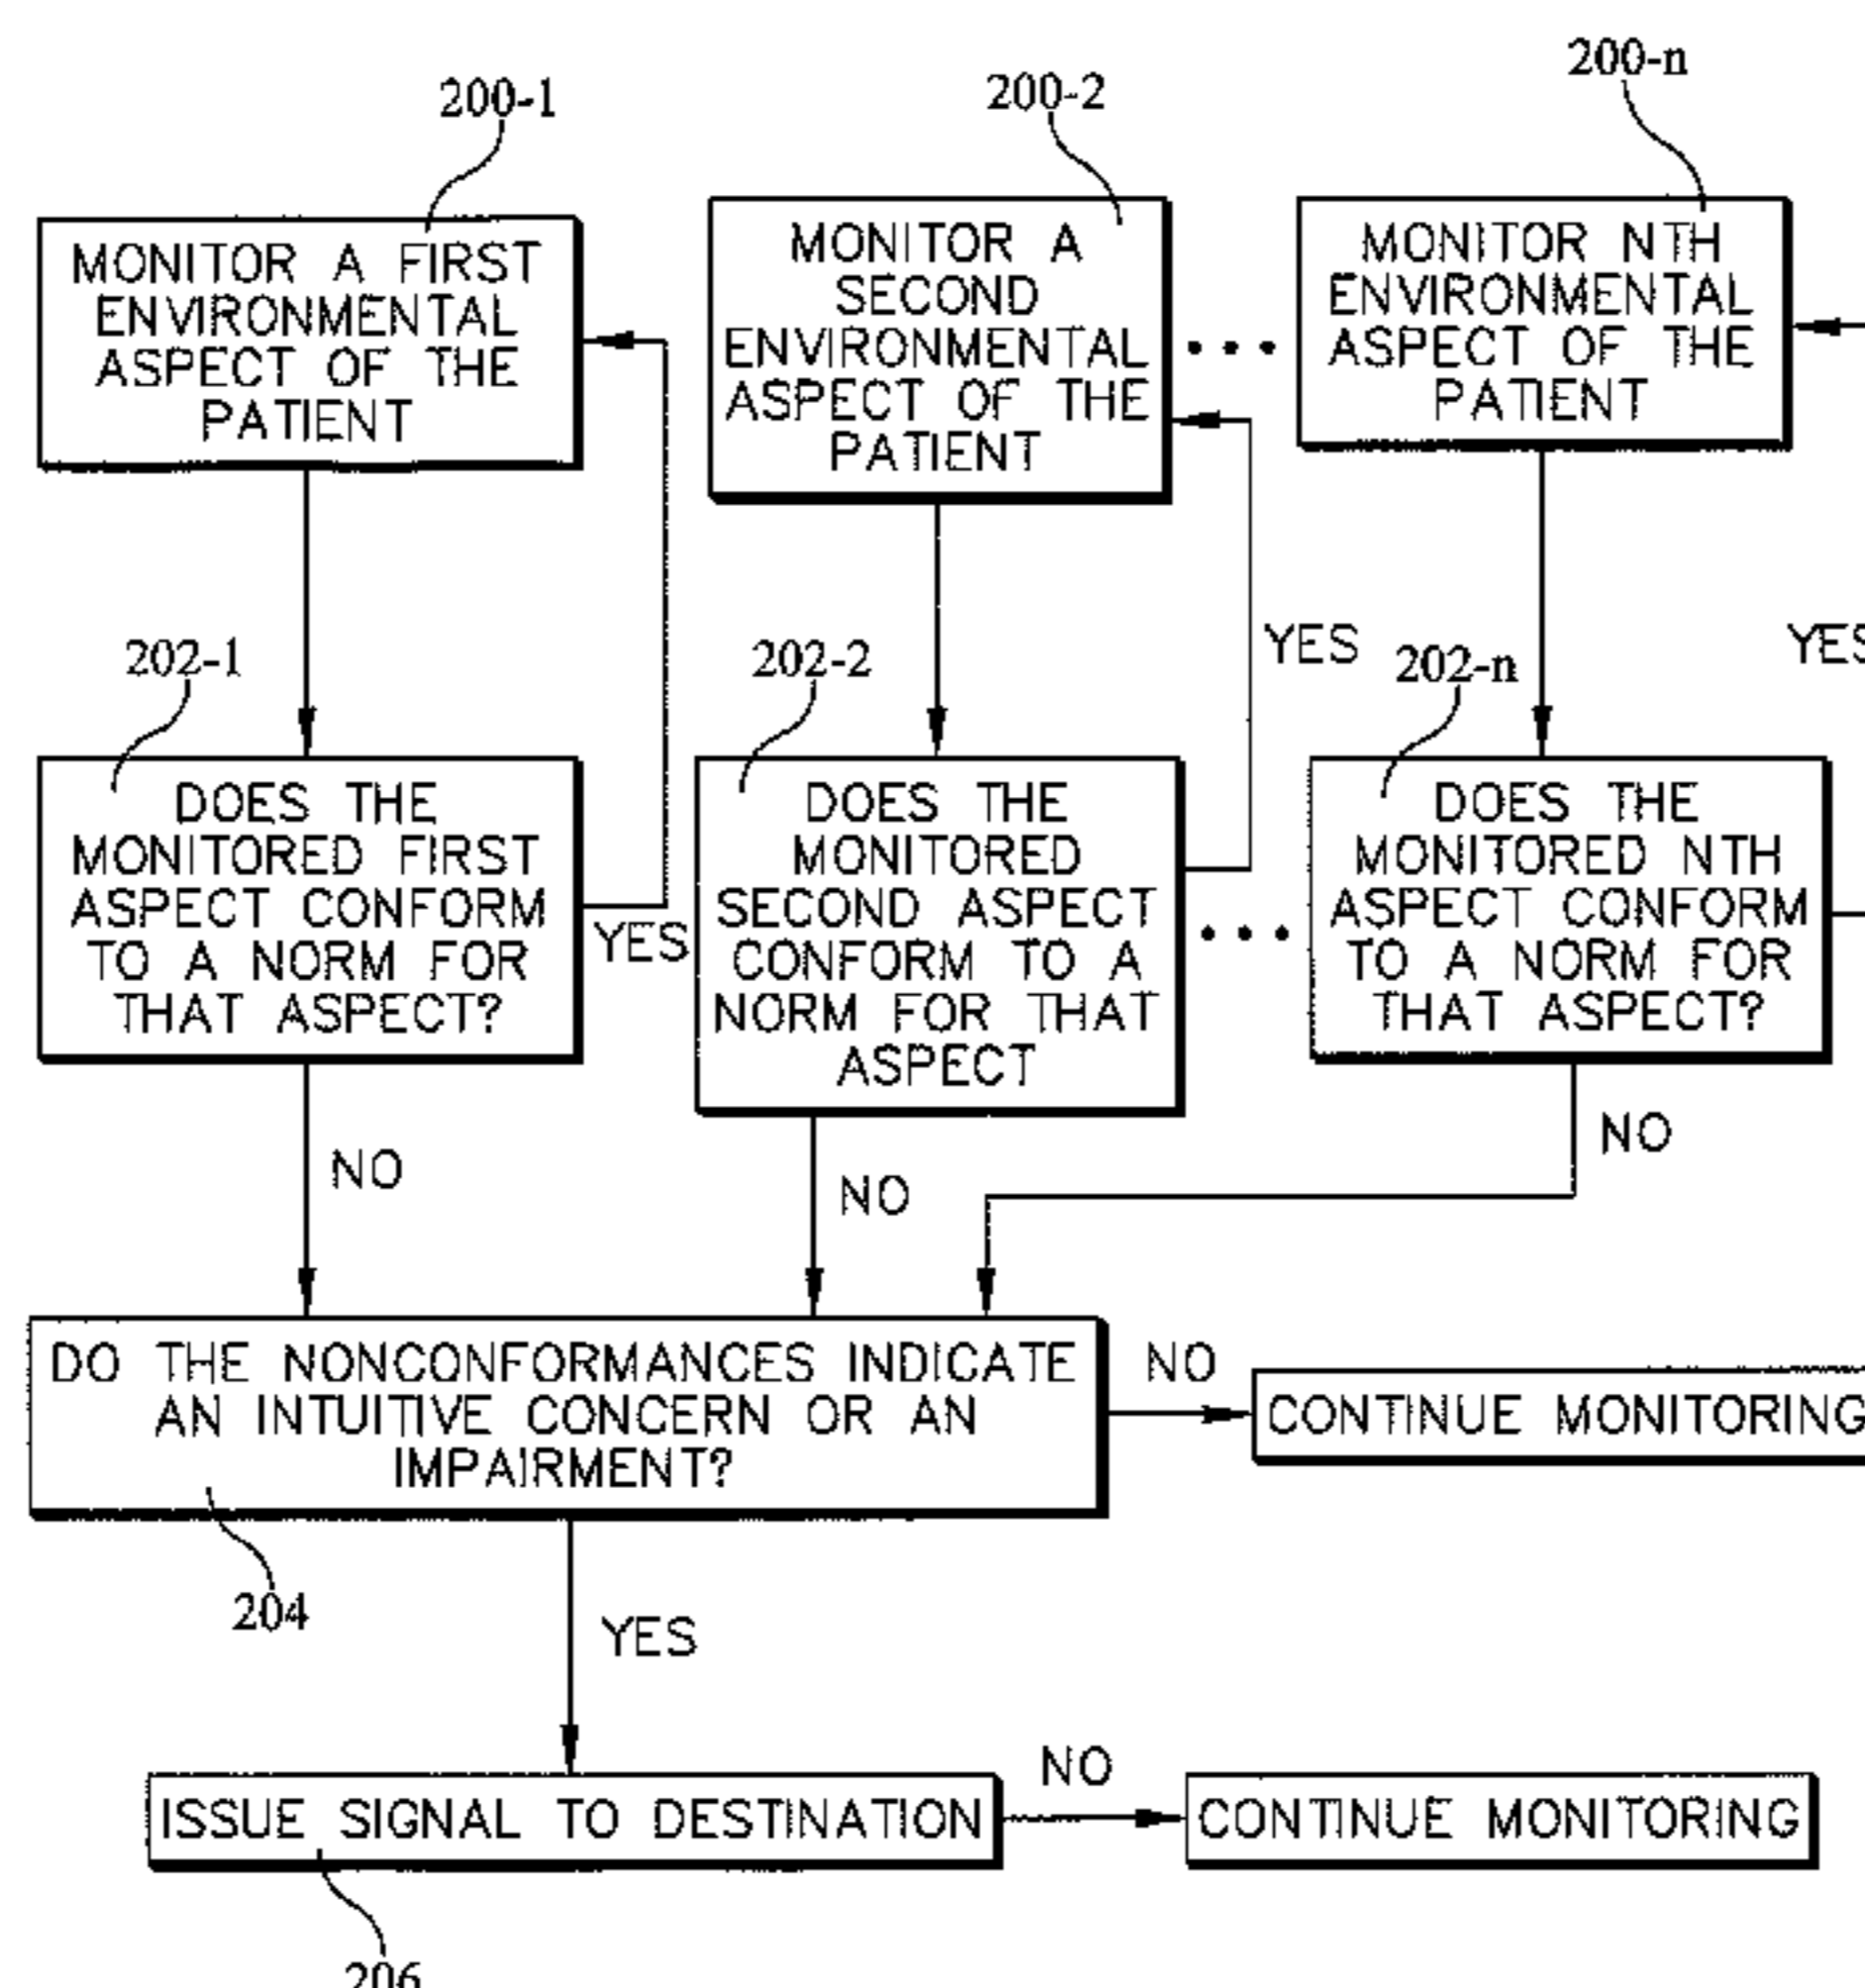 200-1
200-2
200-n
MONITOR A FIRST
ENVIRONMENTAL
ASPECT OF THE
PATIENT
MONITOR A
SECOND
ENVIRONMENTAL
ASPECT OF THE
PATIENT
MONITOR NTH
ENVIRONMENTAL
ASPECT OF THE
PATIENT
YES
YES
202-1
202-2
202-n
DOES THE
MONITORED FIRST
ASPECT CONFORM
TO A NORM FOR
THAT ASPECT?
YES
DOES THE
MONITORED
SECOND ASPECT
CONFORM TO A
NORM FOR THAT
ASPECT
DOES THE
MONITORED NTH
ASPECT CONFORM
TO A NORM FOR
THAT ASPECT?
NO
NO
NO
DO THE NONCONFORMANCES INDICATE
AN INTUITIVE CONCERN OR AN
IMPAIRMENT?
NO
CONTINUE MONITORING
204
YES
ISSUE SIGNAL TO DESTINATION
NO
CONTINUE MONITORING
206